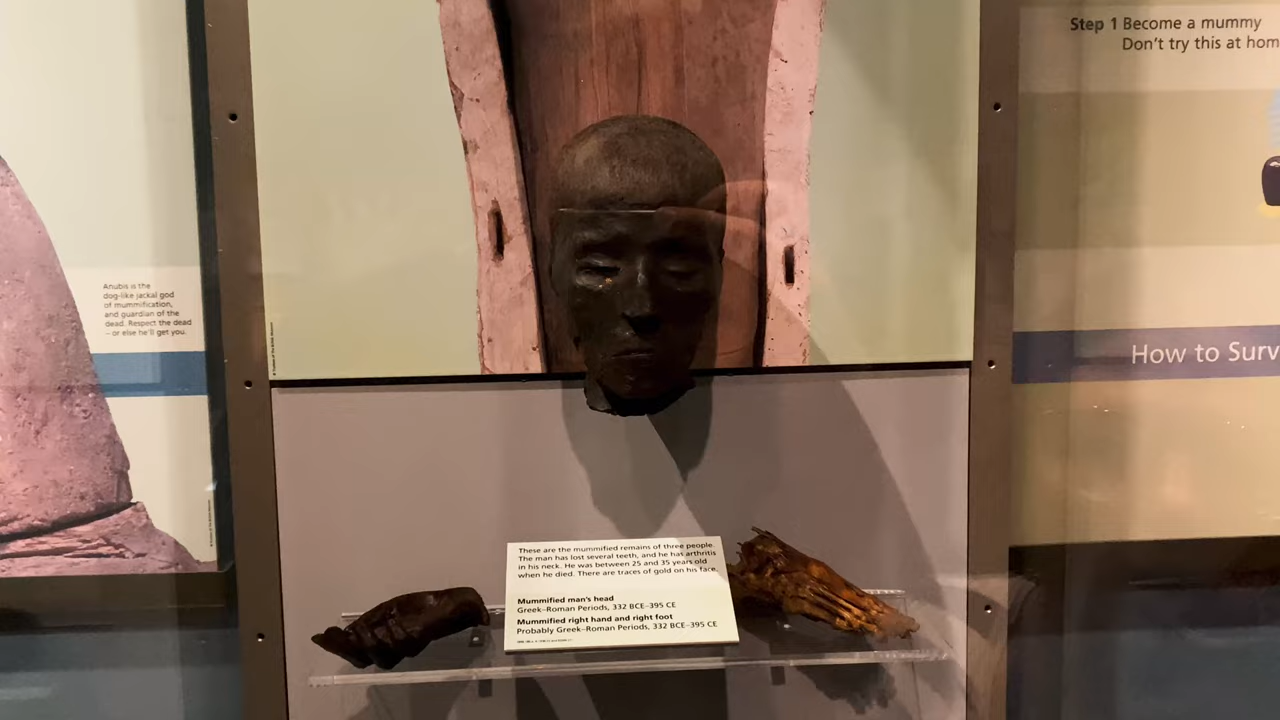 Step 1 Become a mummy
Don't try this at hom
Anubis is the
dog-like jackal god
of mummification,
and guardian of the
dead. Respect the dead
– or else he'll get you.
How to Surv
These are the mummified remains of three people.
The man has lost several teeth, and he has arthritis
in his neck. He was between 25 and 35 years old
when he died. There are traces of gold on his face.
Mummified man's head
Greek–Roman Periods, 332 BCE–395 CE
Mummified right hand and right foot
Probably Greek–Roman Periods, 332 BCE–395 CE